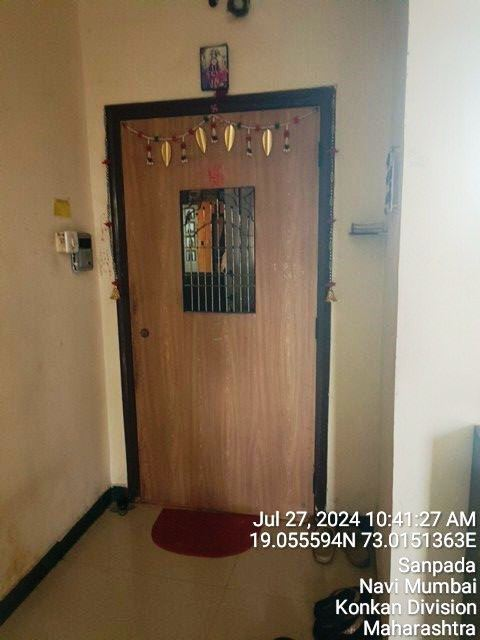 Jul 27, 2024 10:41:27 AM
19.055594N 73.0151363E
Sanpada
Navi Mumbai
Konkan Division
Maharashtra